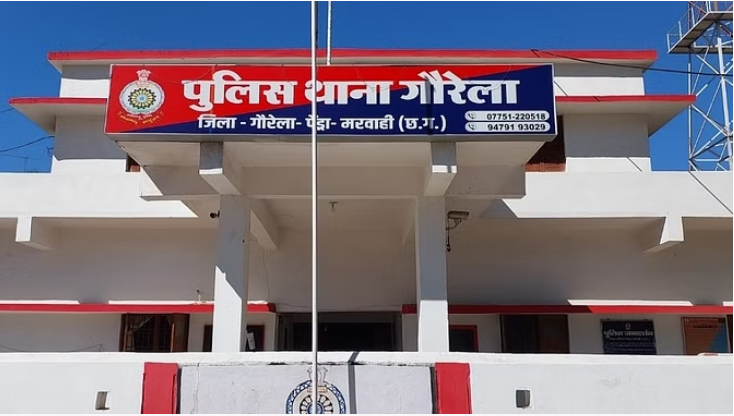 पुलिस थाना गौरेला
जिला - गौरेला- पेंड्रा- मरवाही (छ.ग.)
07751-220518
94791 93029